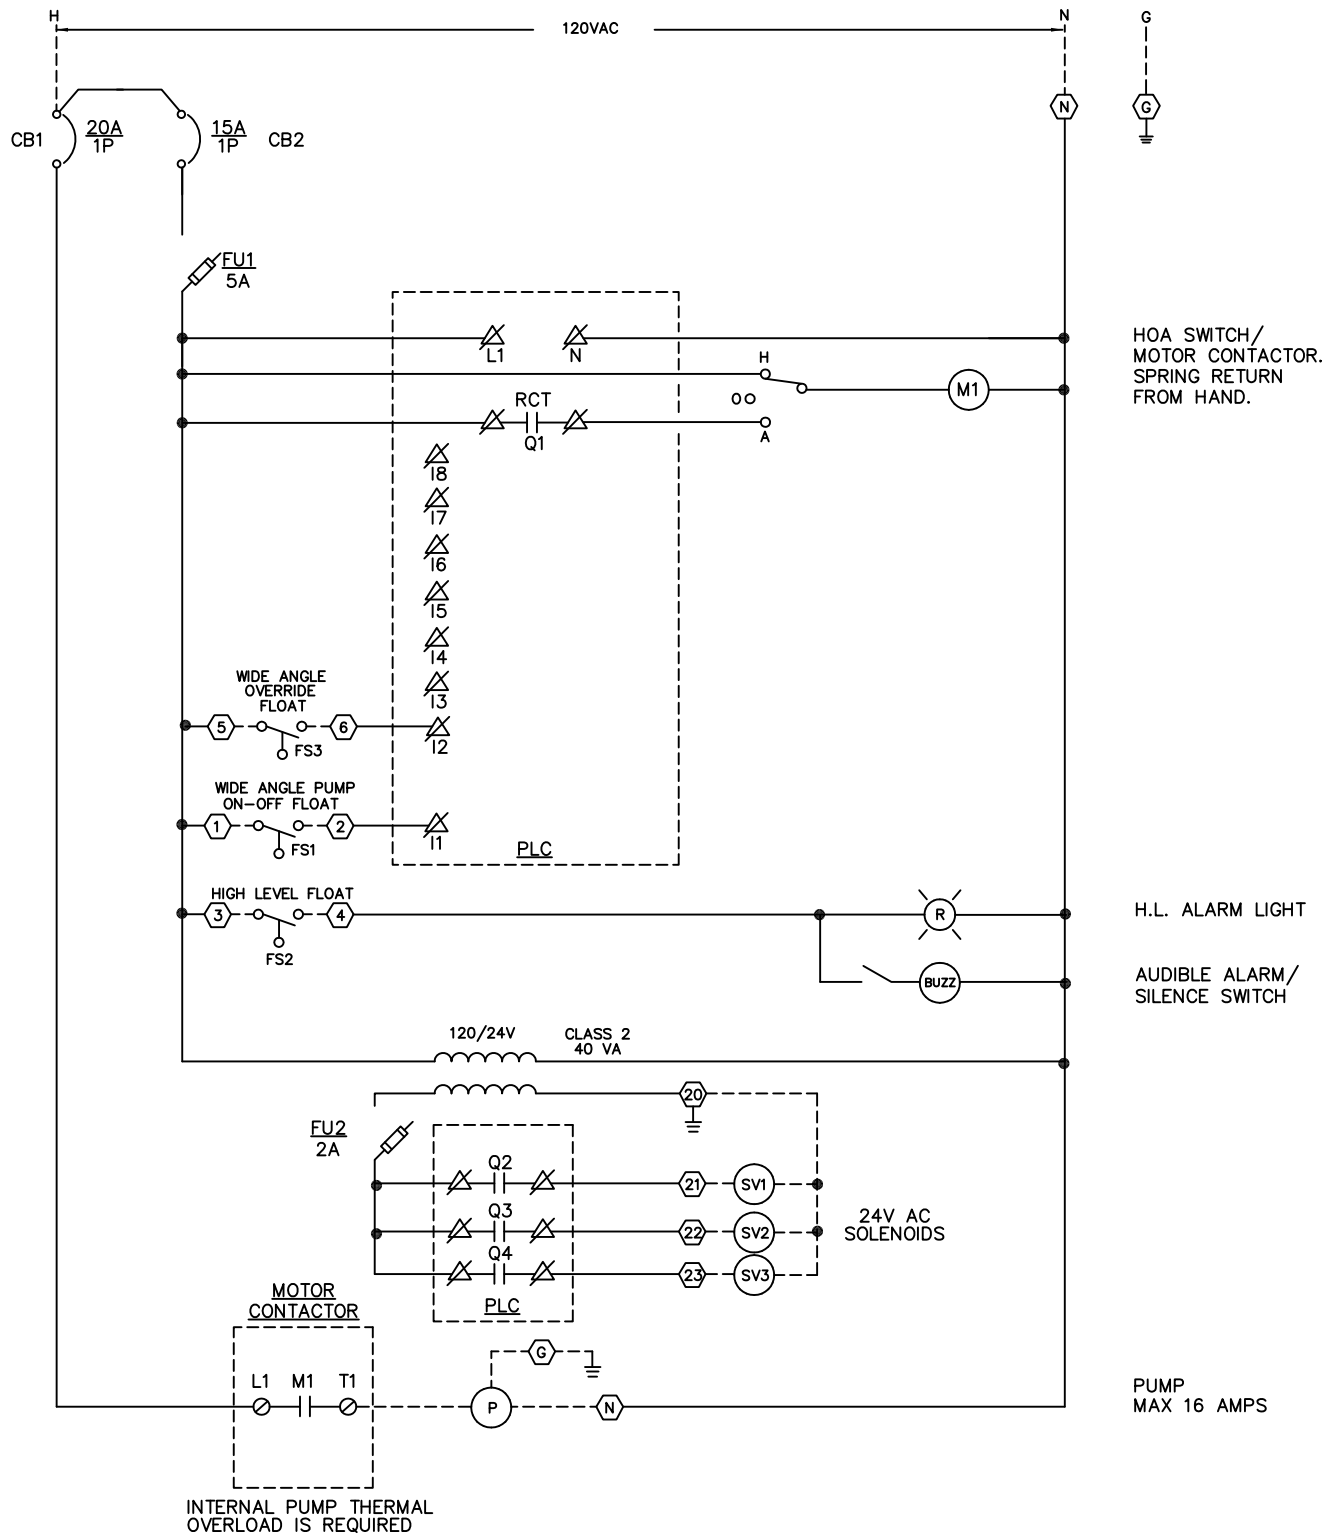 H
120VAC
N
G
N
G
CB1
20A
1P
15A
1P
CB2
FU1
5A
L1
N
H
O
A
M1
HOA SWITCH/
MOTOR CONTACTOR.
SPRING RETURN
FROM HAND.
RCT
Q1
I8
I7
I6
I5
I4
I3
WIDE ANGLE
OVERRIDE
FLOAT
5
6
FS3
I2
WIDE ANGLE PUMP
ON-OFF FLOAT
1
2
FS1
I1
PLC
HIGH LEVEL FLOAT
3
4
FS2
R
H.L. ALARM LIGHT
BUZZ
AUDIBLE ALARM/
SILENCE SWITCH
120/24V
CLASS 2
40 VA
20
FU2
2A
Q2
21
SV1
Q3
22
SV2
Q4
23
SV3
24V AC
SOLENOIDS
PLC
MOTOR
CONTACTOR
L1
M1
T1
G
P
N
PUMP
MAX 16 AMPS
INTERNAL PUMP THERMAL
OVERLOAD IS REQUIRED